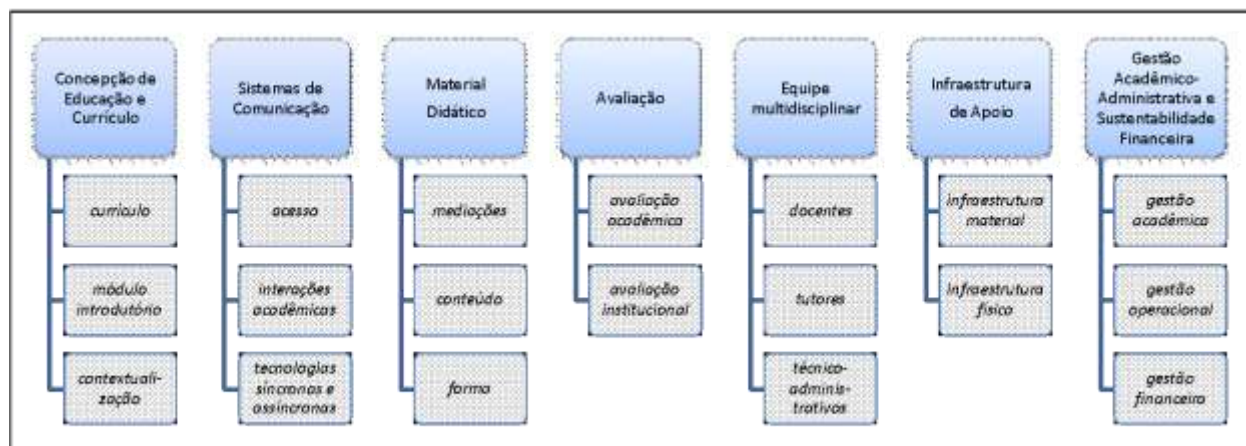 Concepção de
Educação e
Currículo
currículo
módulo
introdutório
contextuali-
zação
Sistemas de
Comunicação
acesso
interações
acadêmicas
tecnologias
síncronas e
assíncronas
Material
Didático
mediações
conteúdo
forma
Avaliação
avaliação
acadêmica
avaliação
institucional
Equipe
multidisciplinar
docentes
tutores
técnico-
adminis-
trativos
Infraestrutura
de Apoio
infraestrutura
material
infraestrutura
física
Gestão
Acadêmico-
Administrativa e
Sustentabilidade
Financeira
gestão
acadêmica
gestão
operacional
gestão
financeira